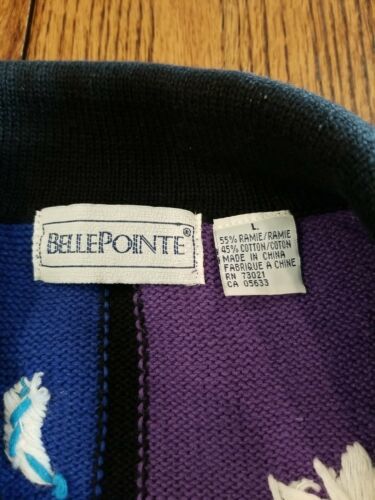 BELLEPOINTE®
L
55% RAMIE/RAMIE
45% COTTON/COTON
MADE IN CHINA
FABRIQUE A CHINE
RN 73021
CA 05633